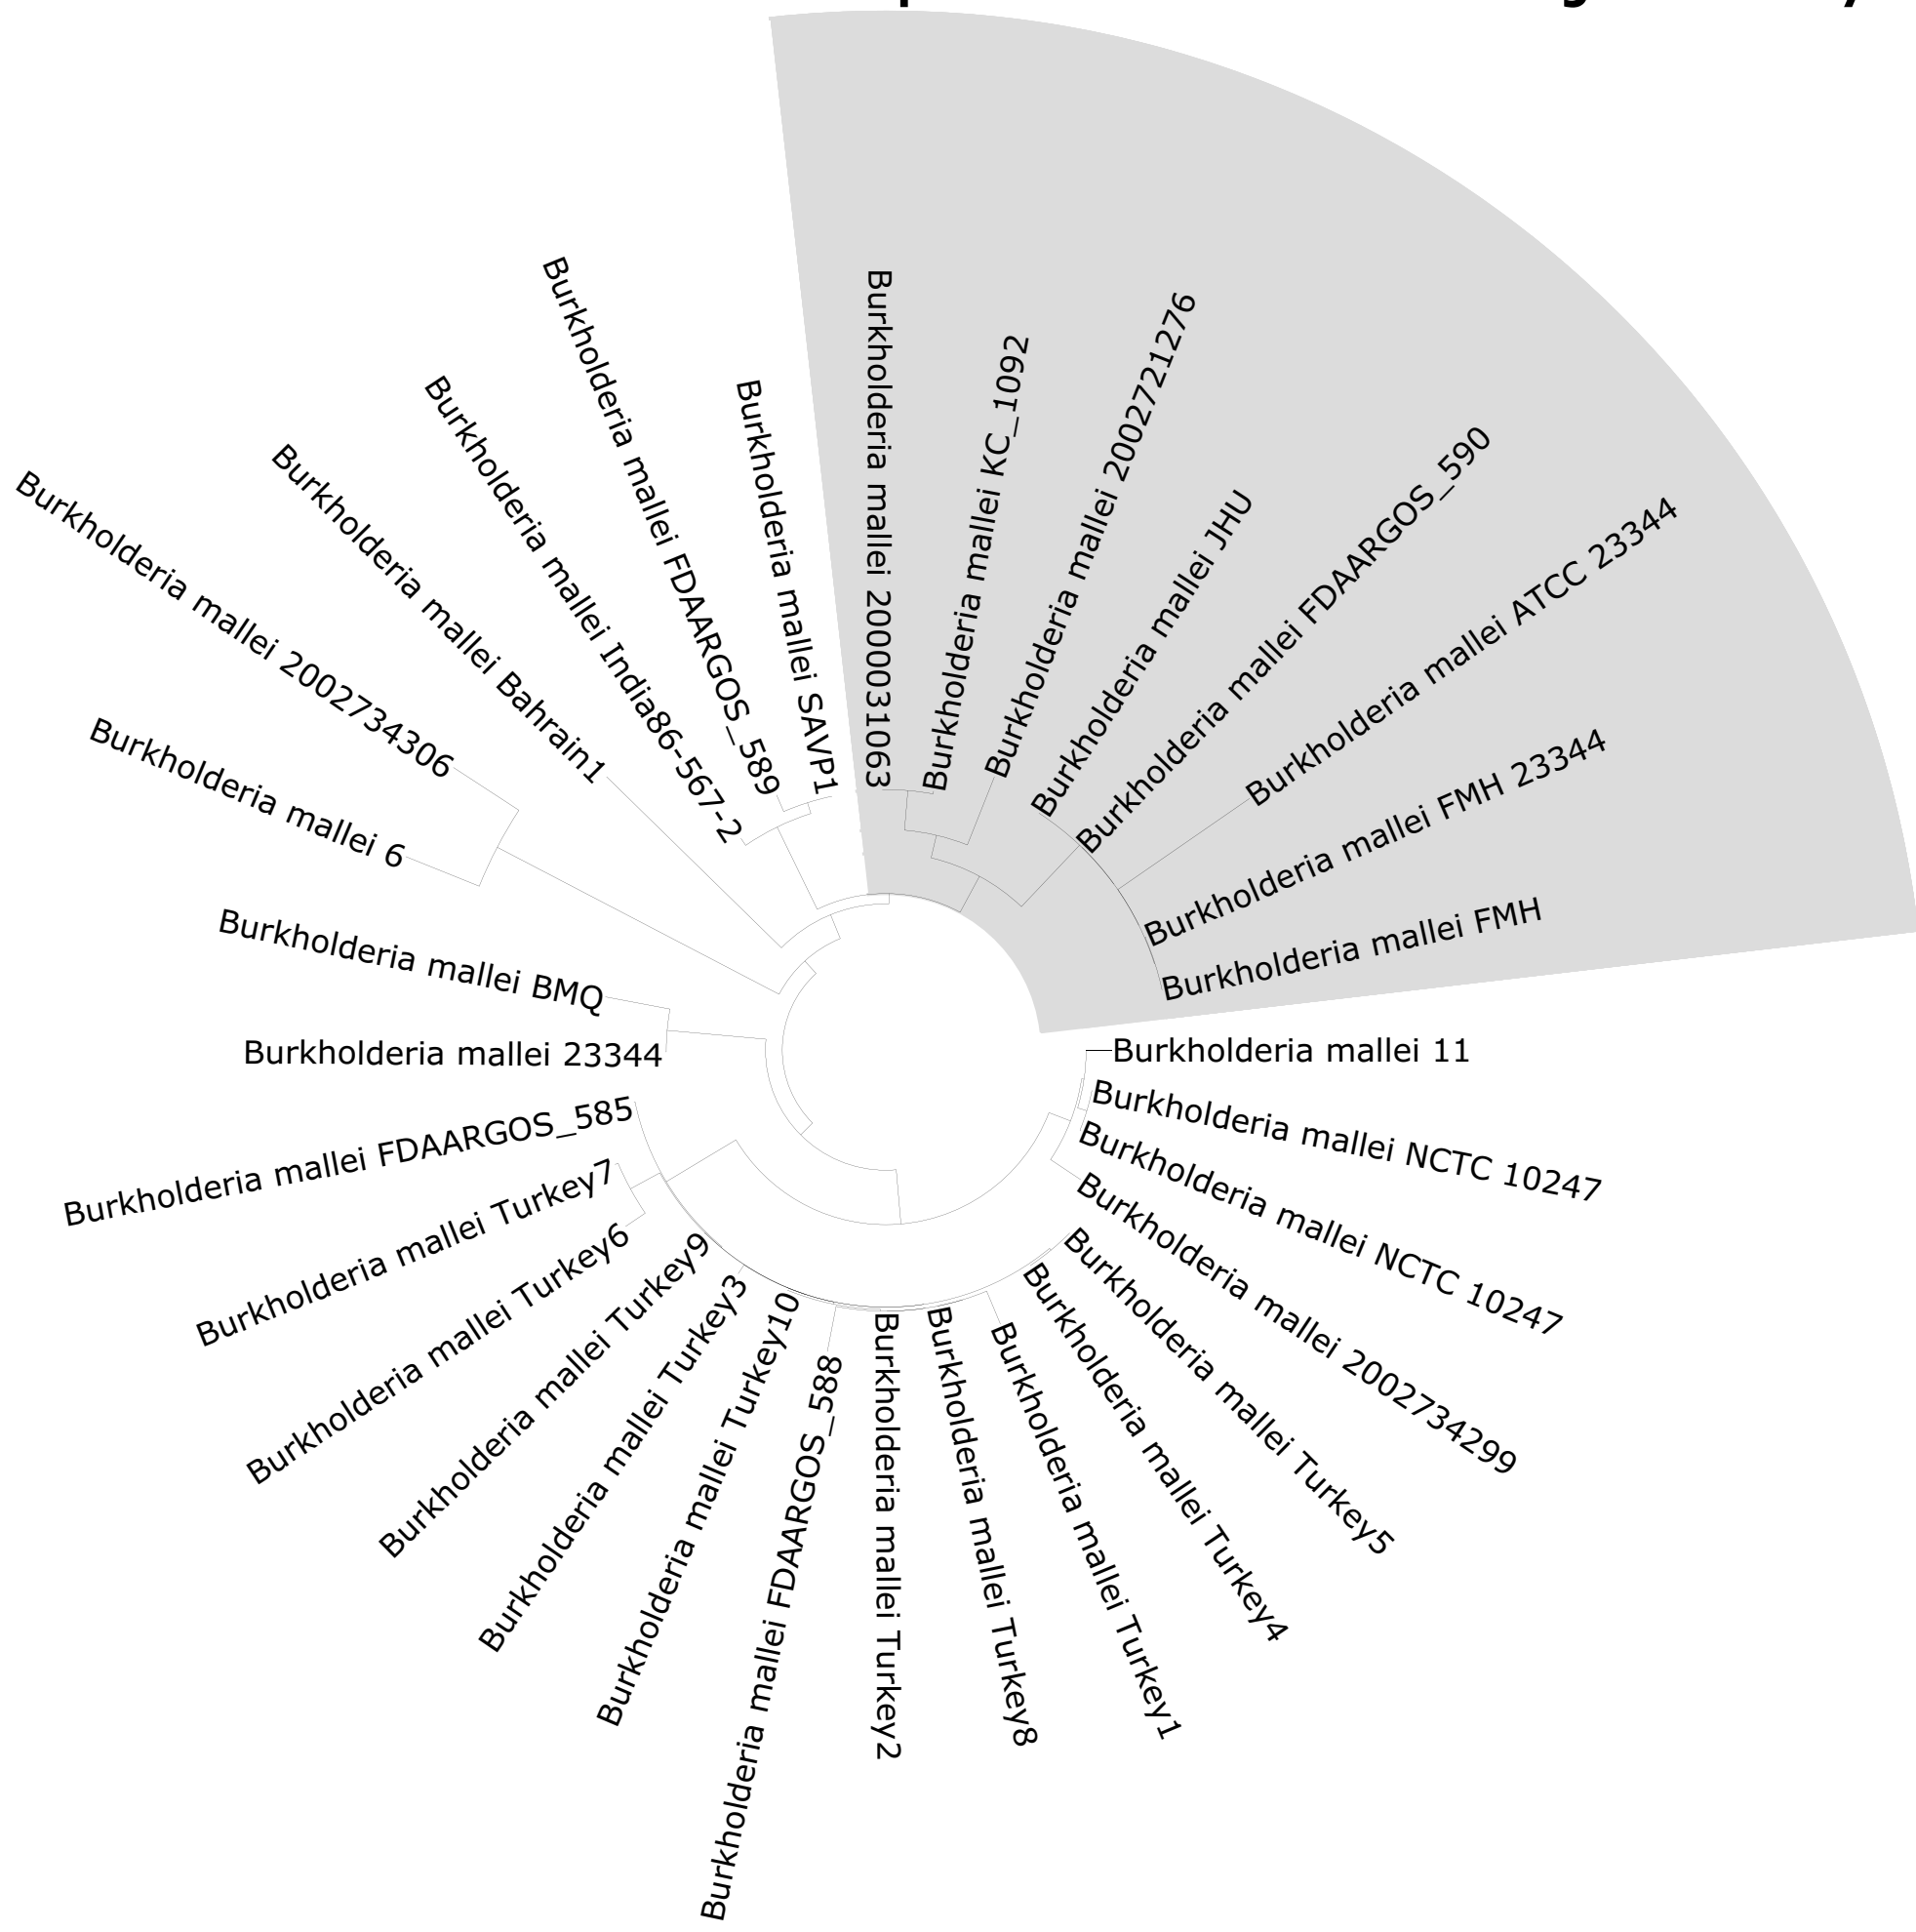 Burkholderia mallei 2000031063
Burkholderia mallei KC_1092
Burkholderia mallei 2002721276
Burkholderia mallei JHU
Burkholderia mallei FDAARGOS_590
Burkholderia mallei ATCC 23344
Burkholderia mallei FMH 23344
Burkholderia mallei FMH
Burkholderia mallei 11
Burkholderia mallei NCTC 10247
Burkholderia mallei NCTC 10247
Burkholderia mallei 2002734299
Burkholderia mallei Turkey5
Burkholderia mallei Turkey4
Burkholderia mallei Turkey1
Burkholderia mallei Turkey8
Burkholderia mallei Turkey2
Burkholderia mallei FDAARGOS_588
Burkholderia mallei Turkey10
Burkholderia mallei Turkey3
Burkholderia mallei Turkey9
Burkholderia mallei Turkey6
Burkholderia mallei Turkey7
Burkholderia mallei FDAARGOS_585
Burkholderia mallei 23344
Burkholderia mallei BMQ
Burkholderia mallei 6
Burkholderia mallei 2002734306
Burkholderia mallei Bahrain1
Burkholderia mallei India86-567-2
Burkholderia mallei FDAARGOS_589
Burkholderia mallei SAVP1